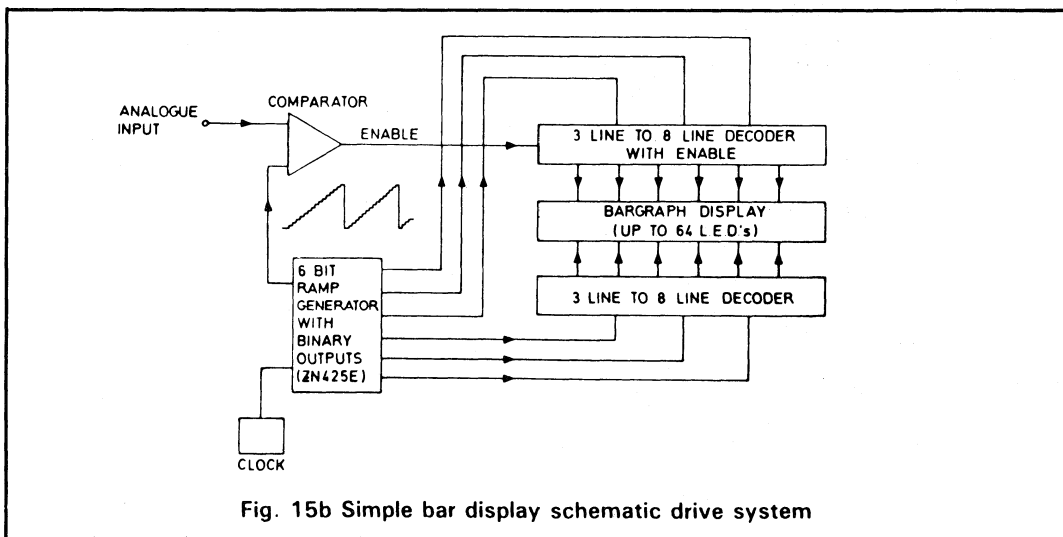 COMPARATOR
ANALOGUE
INPUT
ENABLE
3 LINE TO 8 LINE DECODER
WITH ENABLE
BARGRAPH DISPLAY
(UP TO 64 L.E.D's)
3 LINE TO 8 LINE DECODER
6 BIT
RAMP
GENERATOR
WITH
BINARY
OUTPUTS
(ZN425E)
CLOCK
Fig. 15b Simple bar display schematic drive system